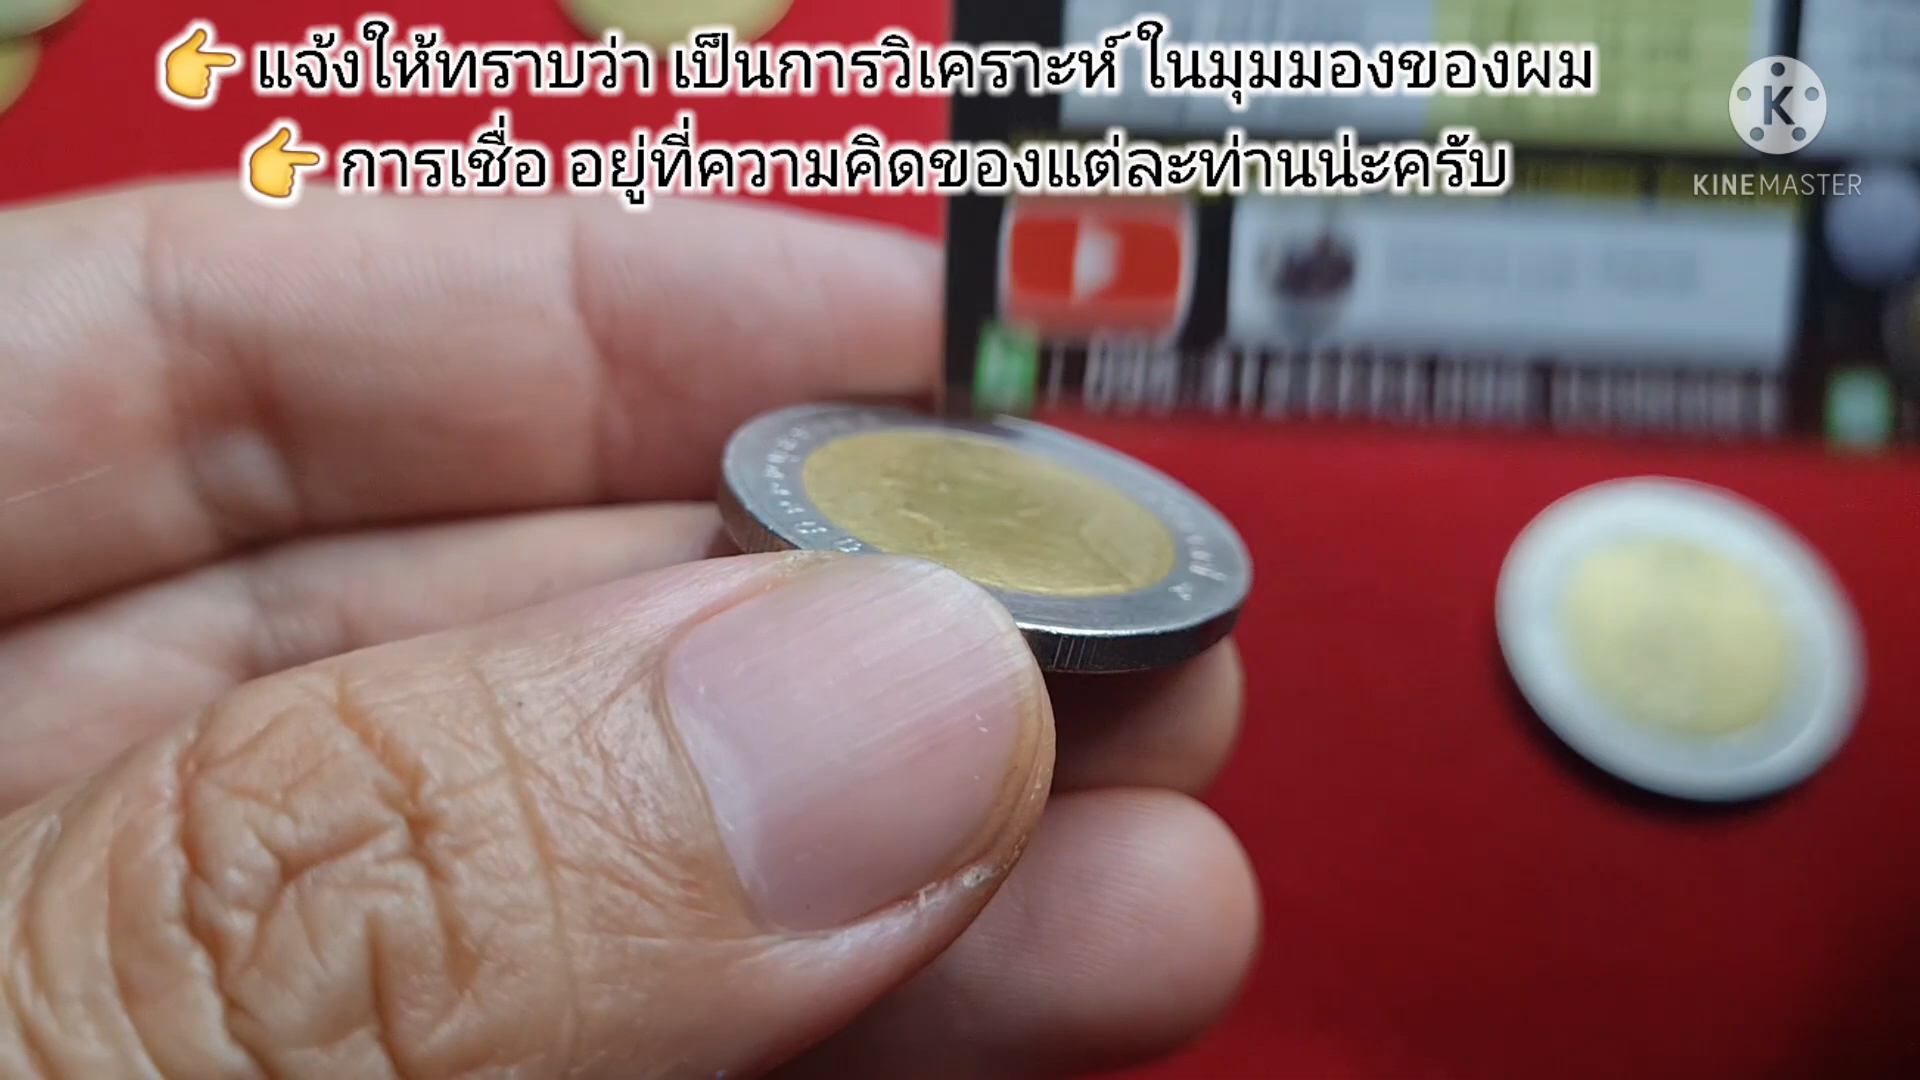 👉 แจ้งให้ทราบว่า เป็นการวิเคราะห์ ในมุมมองของผม
👉 การเชื่อ อยู่ที่ความคิดของแต่ละท่านน่ะครับ
K
KINEMASTER